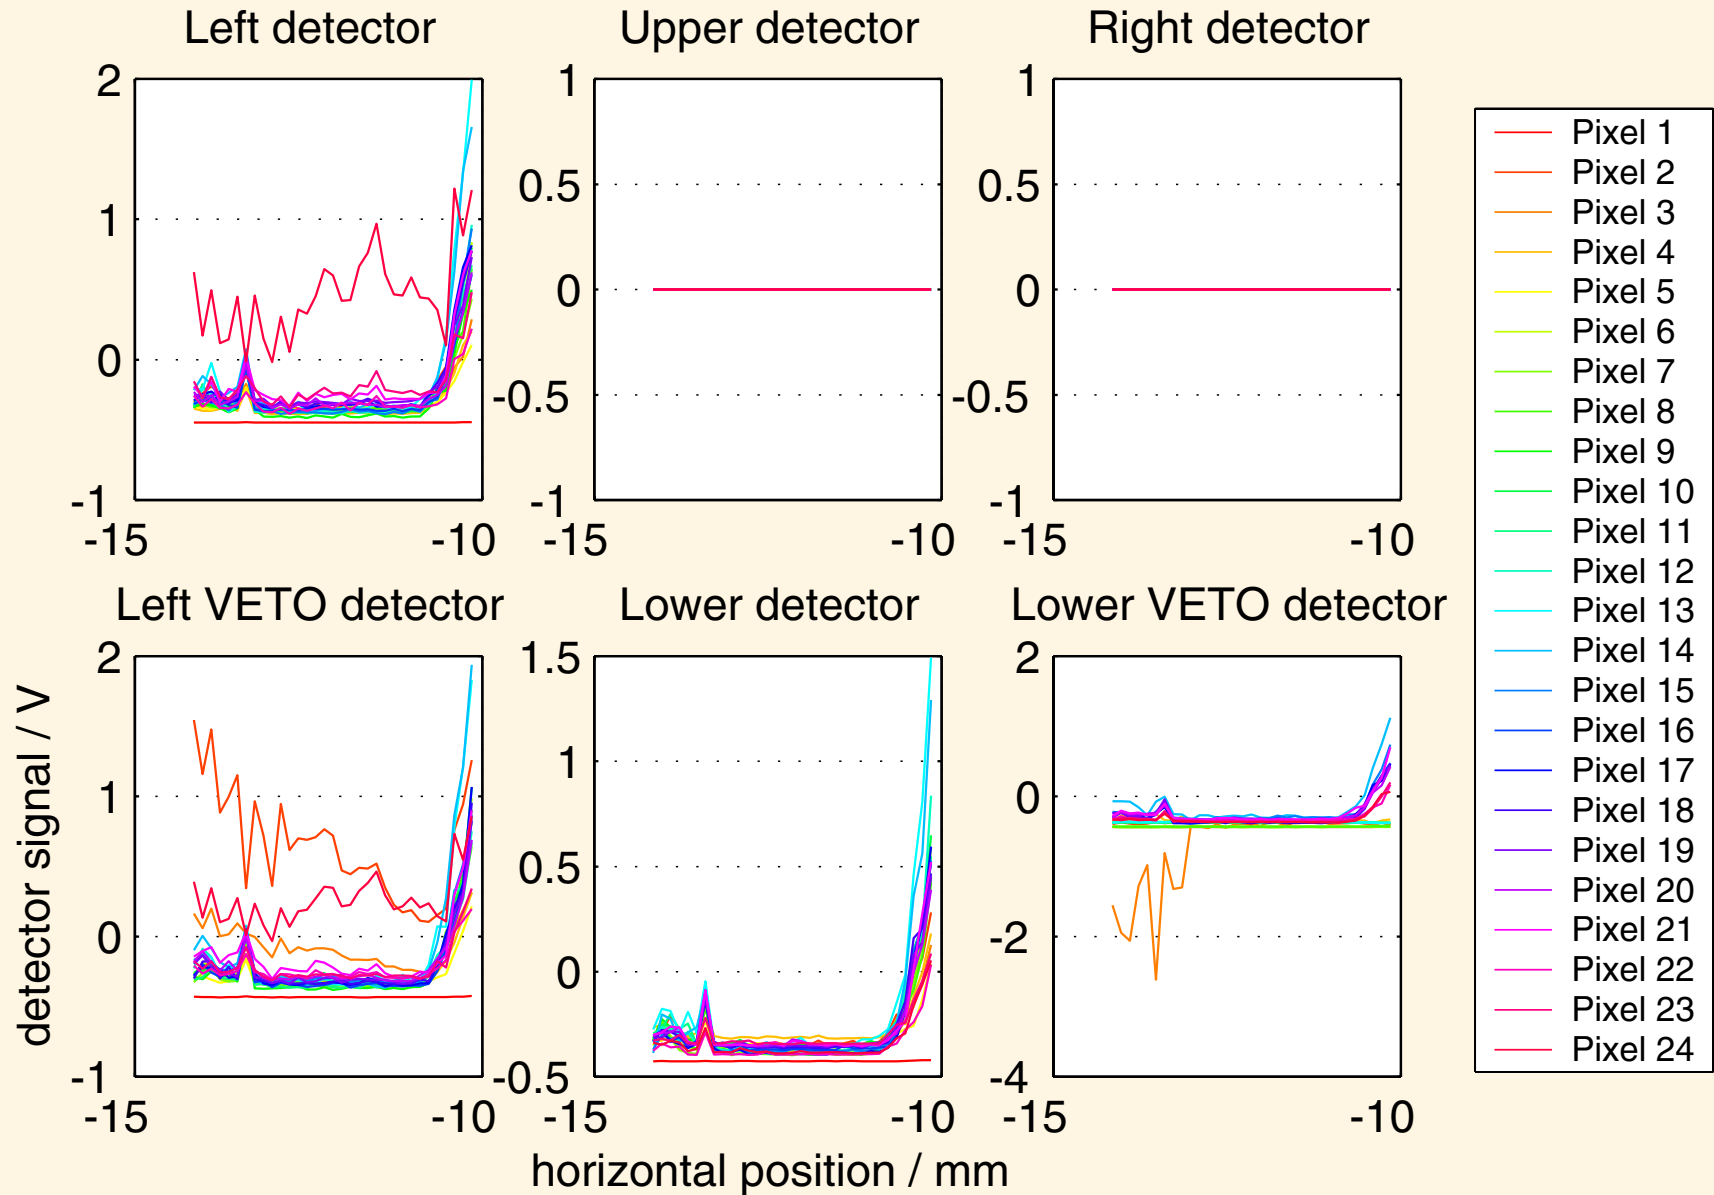 Left detector
Upper detector
Right detector
2
1
0
-1
-15
-10
1
0.5
0
-0.5
-1
-15
-10
1
0.5
0
-0.5
-1
-15
-10
Left VETO detector
Lower detector
Lower VETO detector
2
1
0
-1
-15
-10
1.5
1
0.5
0
-0.5
-15
-10
2
0
-2
-4
-15
-10
detector signal / V
horizontal position / mm
Pixel 1
Pixel 2
Pixel 3
Pixel 4
Pixel 5
Pixel 6
Pixel 7
Pixel 8
Pixel 9
Pixel 10
Pixel 11
Pixel 12
Pixel 13
Pixel 14
Pixel 15
Pixel 16
Pixel 17
Pixel 18
Pixel 19
Pixel 20
Pixel 21
Pixel 22
Pixel 23
Pixel 24